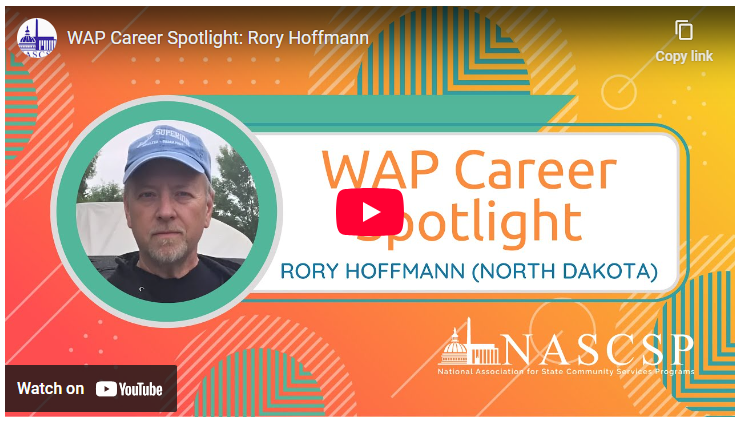 WAP Career Spotlight: Rory Hoffmann
Copy link
SUPERIOR
WAP Career
Spotlight
RORY HOFFMANN (NORTH DAKOTA)
NASCSP
National Association for State Community Services Programs
Watch on YouTube